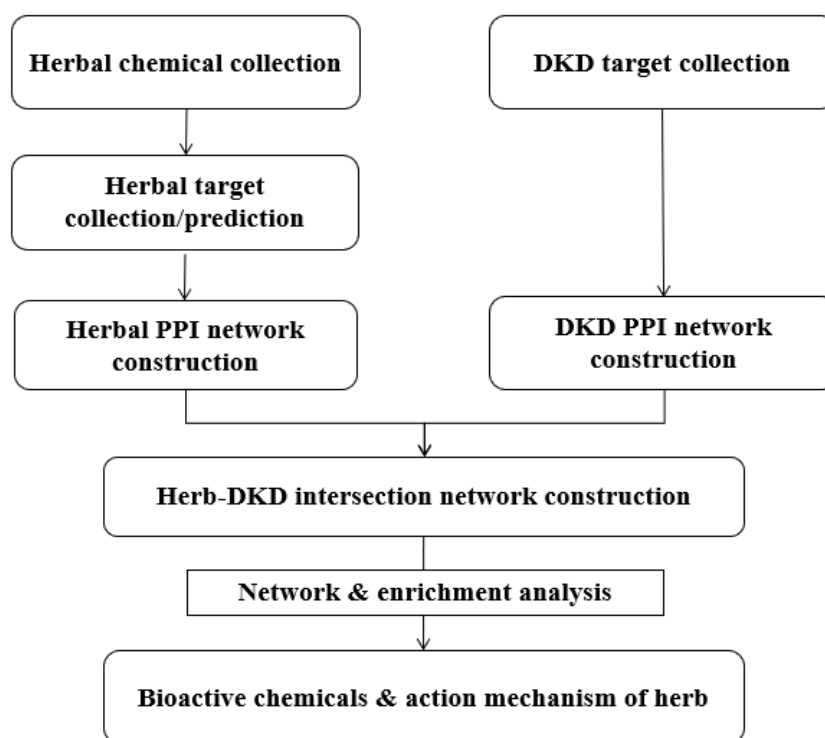 Herbal chemical collection
DKD target collection
Herbal target
collection/prediction
Herbal PPI network
construction
DKD PPI network
construction
Herb-DKD intersection network construction
Network & enrichment analysis
Bioactive chemicals & action mechanism of herb